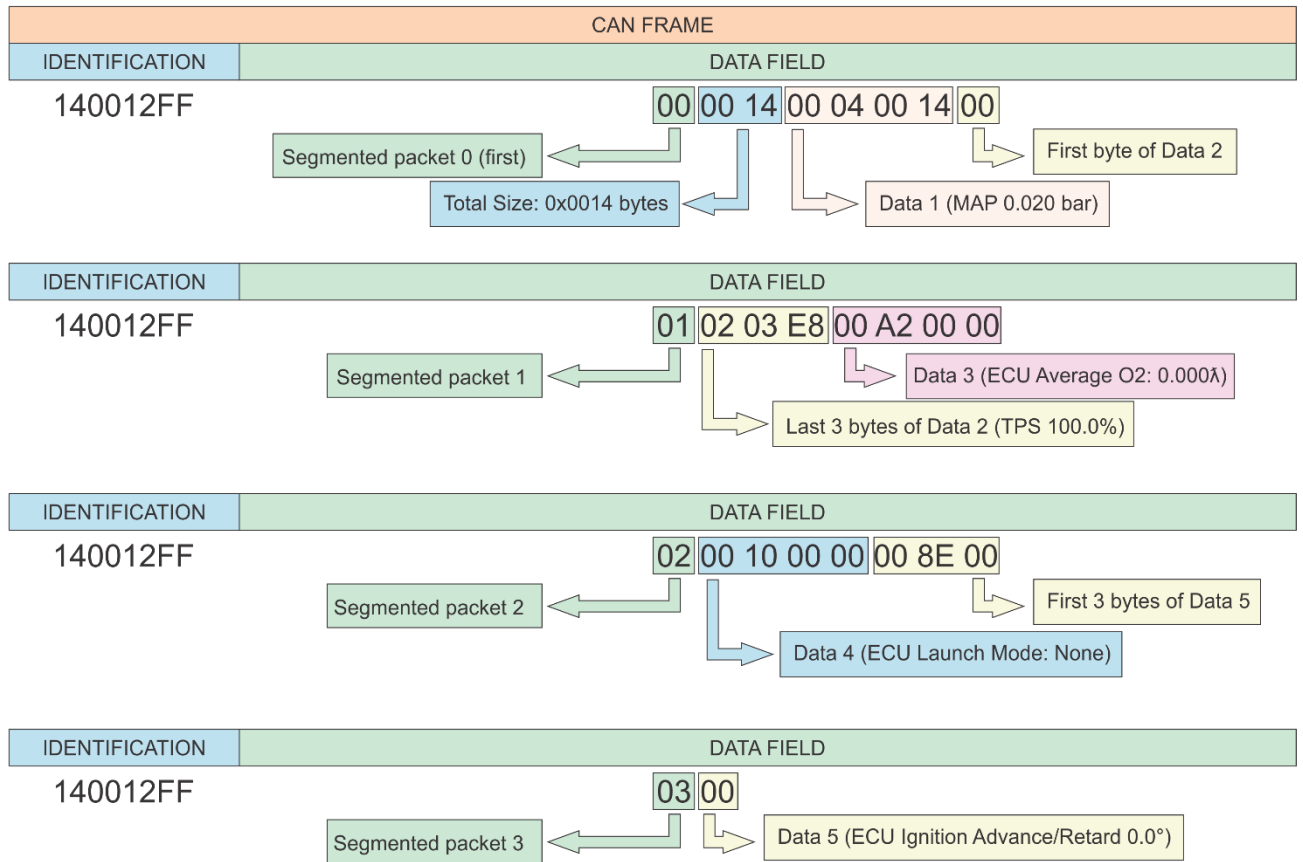 CAN FRAME
IDENTIFICATION DATA FIELD
140012FF 00 00 14 00 04 00 14 00
Segmented packet 0 (first)
First byte of Data 2
Total Size: 0x0014 bytes
Data 1 (MAP 0.020 bar)
IDENTIFICATION DATA FIELD
140012FF 01 02 03 E8 00 A2 00 00
Segmented packet 1
Data 3 (ECU Average O2: 0.000λ)
Last 3 bytes of Data 2 (TPS 100.0%)
IDENTIFICATION DATA FIELD
140012FF 02 00 10 00 00 00 8E 00
Segmented packet 2
First 3 bytes of Data 5
Data 4 (ECU Launch Mode: None)
IDENTIFICATION DATA FIELD
140012FF 03 00
Segmented packet 3
Data 5 (ECU Ignition Advance/Retard 0.0°)